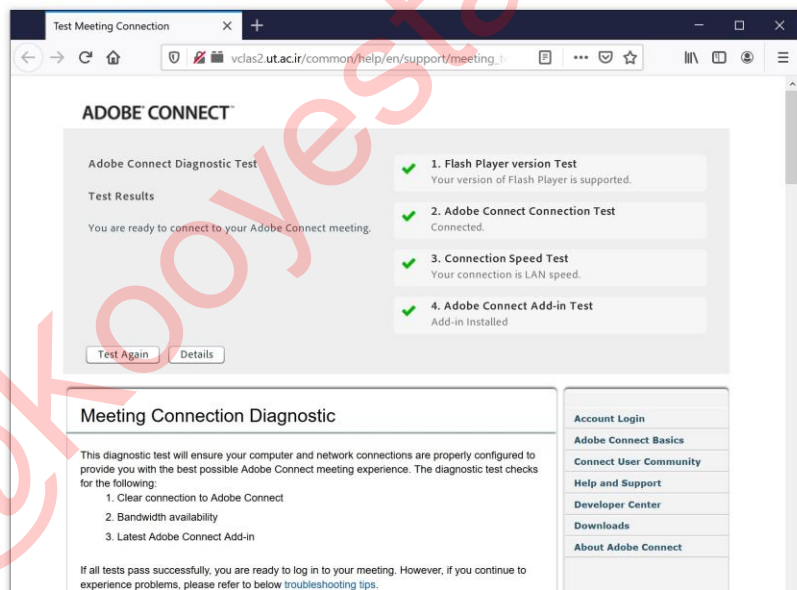 Test Meeting Connection
vclas2.ut.ac.ir/common/help/en/support/meeting_t
ADOBE® CONNECT™
Adobe Connect Diagnostic Test
Test Results
You are ready to connect to your Adobe Connect meeting.
1. Flash Player version Test
Your version of Flash Player is supported.
2. Adobe Connect Connection Test
Connected.
3. Connection Speed Test
Your connection is LAN speed.
4. Adobe Connect Add-in Test
Add-in Installed
Test Again
Details
Meeting Connection Diagnostic
This diagnostic test will ensure your computer and network connections are properly configured to
provide you with the best possible Adobe Connect meeting experience. The diagnostic test checks
for the following:
1. Clear connection to Adobe Connect
2. Bandwidth availability
3. Latest Adobe Connect Add-in
If all tests pass successfully, you are ready to log in to your meeting. However, if you continue to
experience problems, please refer to below troubleshooting tips.
Account Login
Adobe Connect Basics
Connect User Community
Help and Support
Developer Center
Downloads
About Adobe Connect
@kooyesta